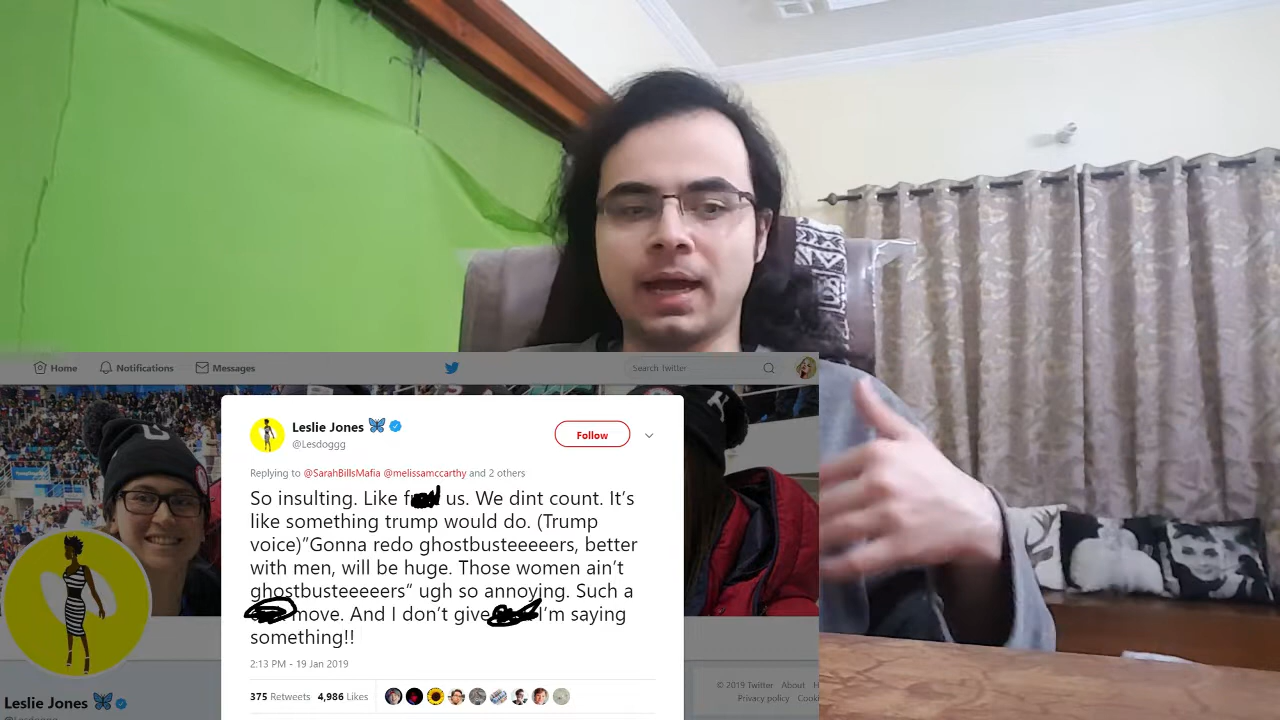 Home Notifications Messages Search Twitter
Leslie Jones
@Lesdoggg
Follow
Replying to @SarahBillsMafia @melissamccarthy and 2 others
So insulting. Like f us. We dint count. It's
like something trump would do. (Trump
voice)"Gonna redo ghostbusteeeeers, better
with men, will be huge. Those women ain't
ghostbusteeeeers" ugh so annoying. Such a
move. And I don't give I'm saying
something!!
2:13 PM - 19 Jan 2019
375 Retweets 4,986 Likes
Leslie Jones
© 2019 Twitter About
Privacy policy